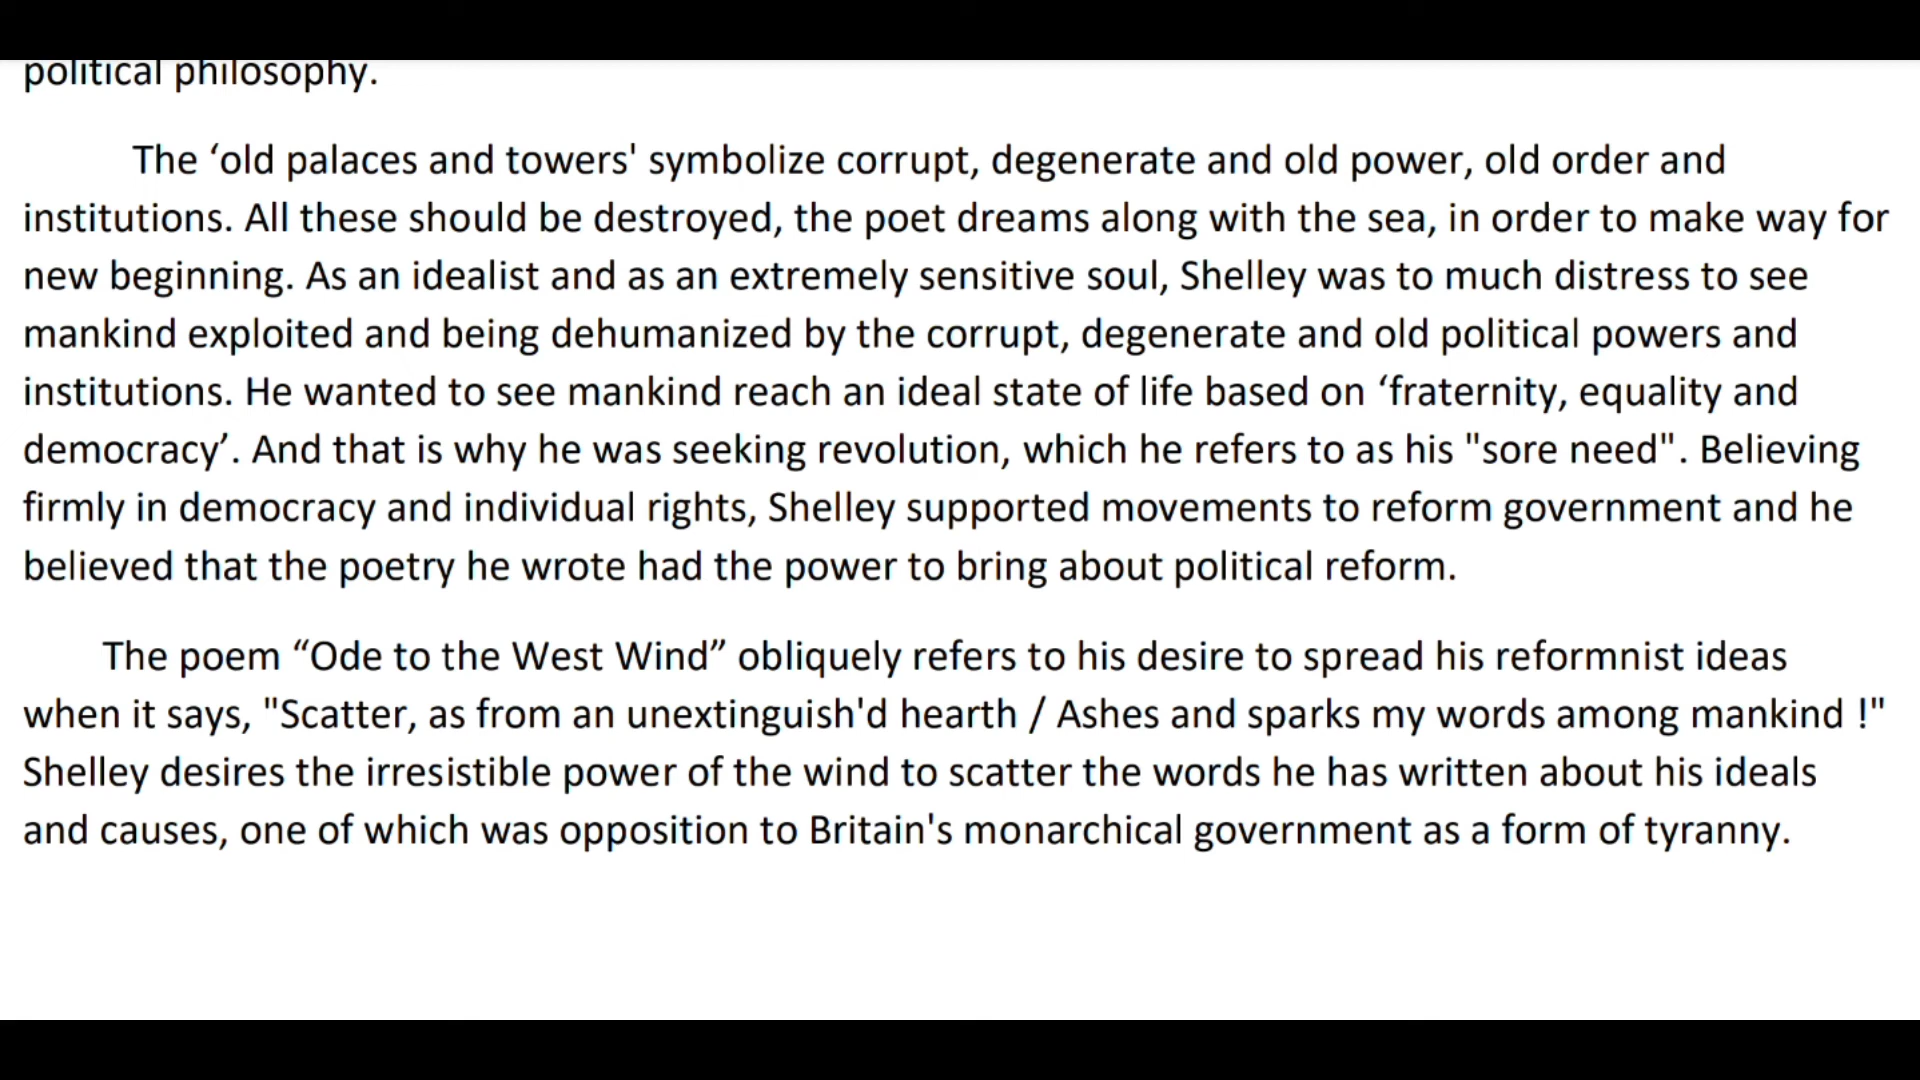 political philosophy.
The ‘old palaces and towers' symbolize corrupt, degenerate and old power, old order and
institutions. All these should be destroyed, the poet dreams along with the sea, in order to make way for
new beginning. As an idealist and as an extremely sensitive soul, Shelley was to much distress to see
mankind exploited and being dehumanized by the corrupt, degenerate and old political powers and
institutions. He wanted to see mankind reach an ideal state of life based on ‘fraternity, equality and
democracy’. And that is why he was seeking revolution, which he refers to as his "sore need". Believing
firmly in democracy and individual rights, Shelley supported movements to reform government and he
believed that the poetry he wrote had the power to bring about political reform.
The poem “Ode to the West Wind” obliquely refers to his desire to spread his reformnist ideas
when it says, "Scatter, as from an unextinguish'd hearth / Ashes and sparks my words among mankind !"
Shelley desires the irresistible power of the wind to scatter the words he has written about his ideals
and causes, one of which was opposition to Britain's monarchical government as a form of tyranny.